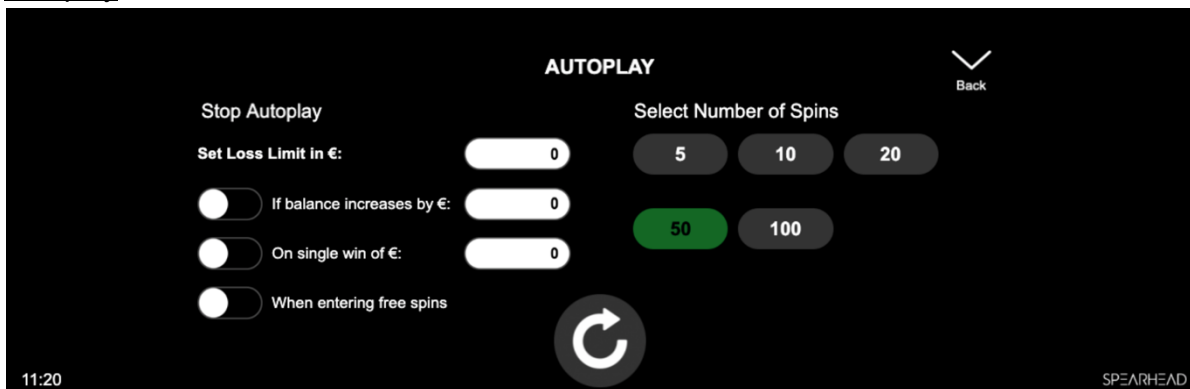 AUTOPLAY
Back
Stop Autoplay
Set Loss Limit in €: 0
If balance increases by €: 0
On single win of €: 0
When entering free spins
Select Number of Spins
5 10 20
50 100
11:20
SPEARHEAD